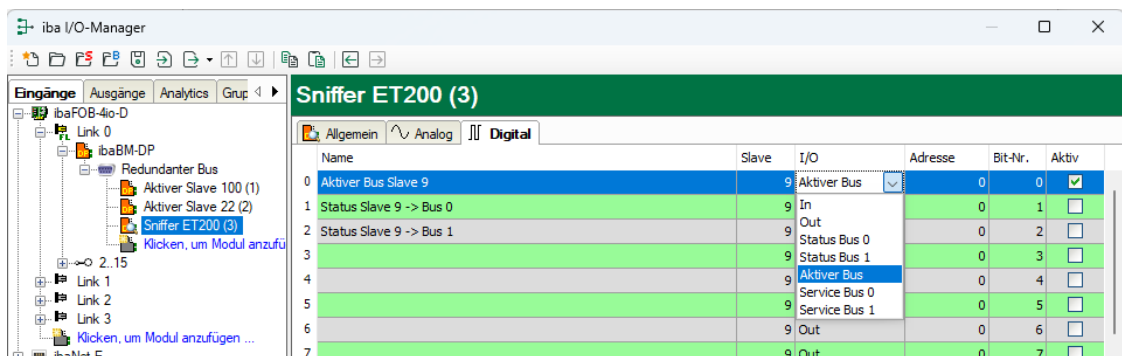 iba I/O-Manager
Eingänge Ausgänge Analytics Grup
Sniffer ET200 (3)
ibaFOB-4io-D
Link 0
ibaBM-DP
Redundanter Bus
Aktiver Slave 100 (1)
Aktiver Slave 22 (2)
Sniffer ET200 (3)
Klicken, um Modul anzufü
2..15
Link 1
Link 2
Link 3
Klicken, um Modul anzufügen ...
Allgemein Analog Digital
Name Slave I/O Adresse Bit-Nr. Aktiv
0 Aktiver Bus Slave 9 9 Aktiver Bus 0 0
1 Status Slave 9 -> Bus 0 9 In 0 1
2 Status Slave 9 -> Bus 1 9 Out 0 2
Status Bus 0
3 9 Status Bus 1 0 3
4 9 Aktiver Bus 0 4
Service Bus 0
5 9 Service Bus 1 0 5
6 9 Out 0 6
7 9 Out 0 7